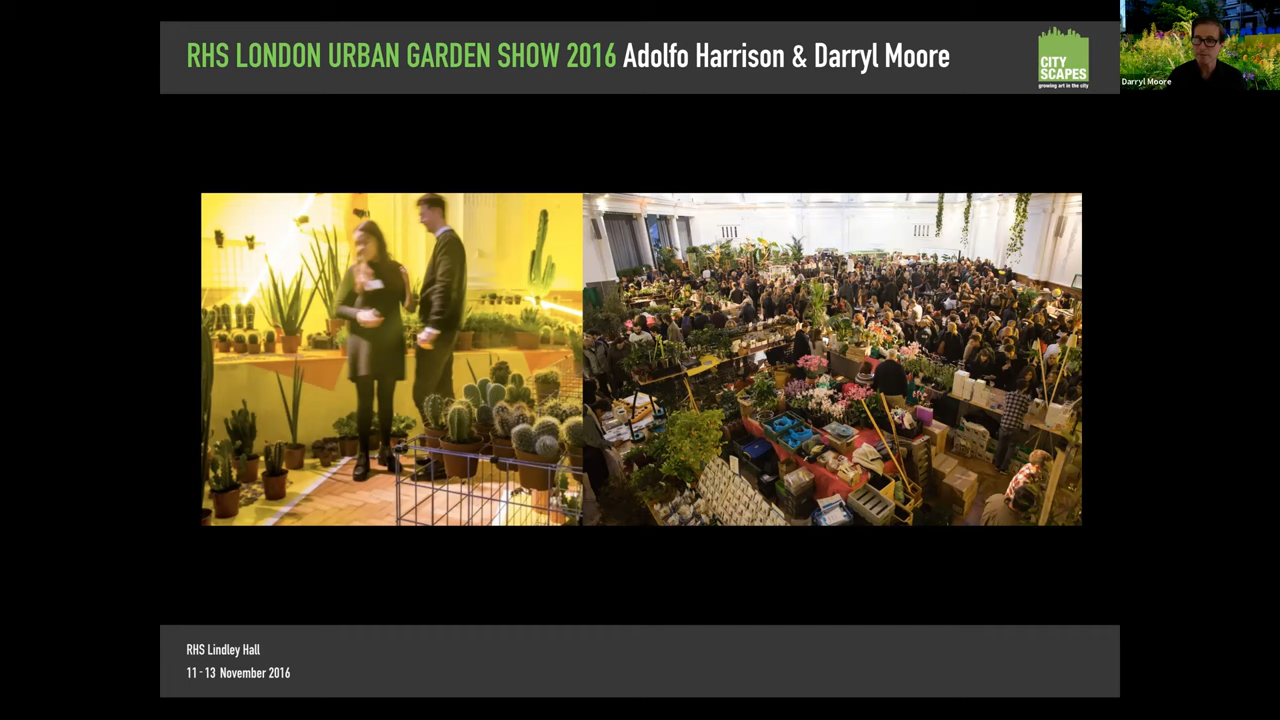 RHS LONDON URBAN GARDEN SHOW 2016 Adolfo Harrison & Darryl Moore
CITY
SCAPES
growing art in the city
Darryl Moore
RHS Lindley Hall
11 - 13 November 2016